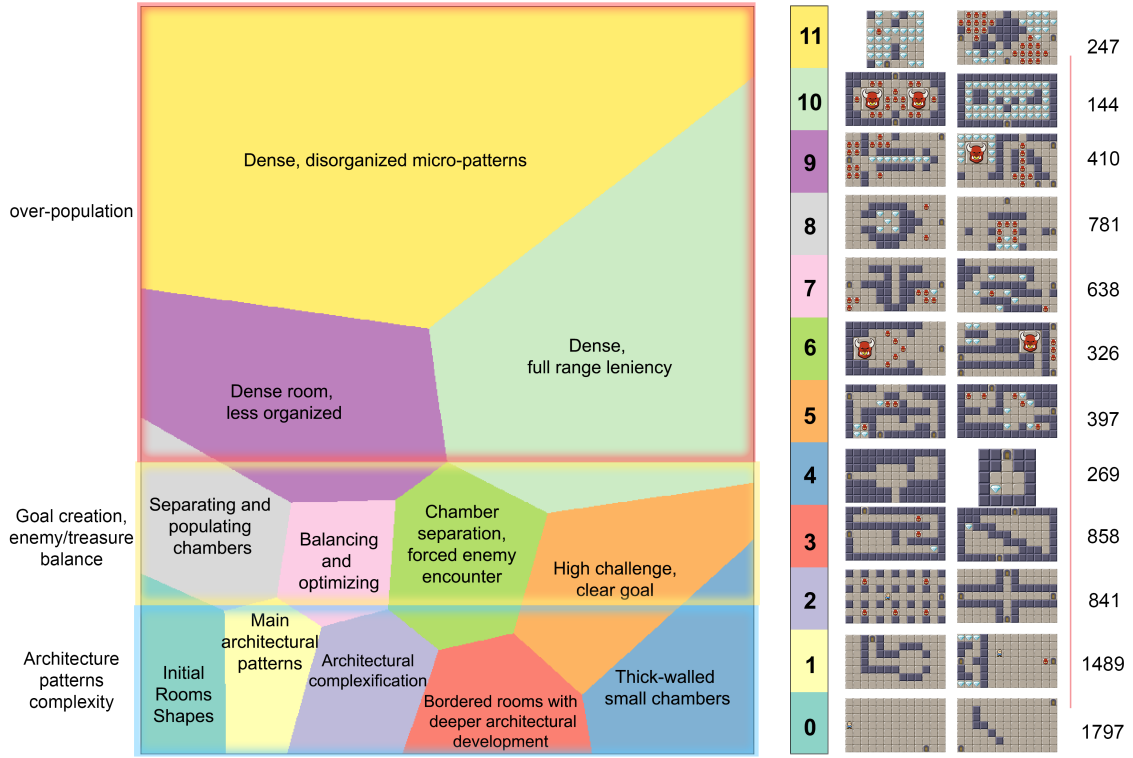 over-population
Goal creation,
enemy/treasure
balance
Architecture
patterns
complexity
Dense, disorganized micro-patterns
Dense,
full range leniency
Dense room,
less organized
Separating and
populating
chambers
Balancing
and
optimizing
Chamber
separation,
forced enemy
encounter
High challenge,
clear goal
Initial
Rooms
Shapes
Main
architectural
patterns
Architectural
complexification
Bordered rooms with
deeper architectural
development
Thick-walled
small chambers
11
247
10
144
9
410
8
781
7
638
6
326
5
397
4
269
3
858
2
841
1
1489
0
1797